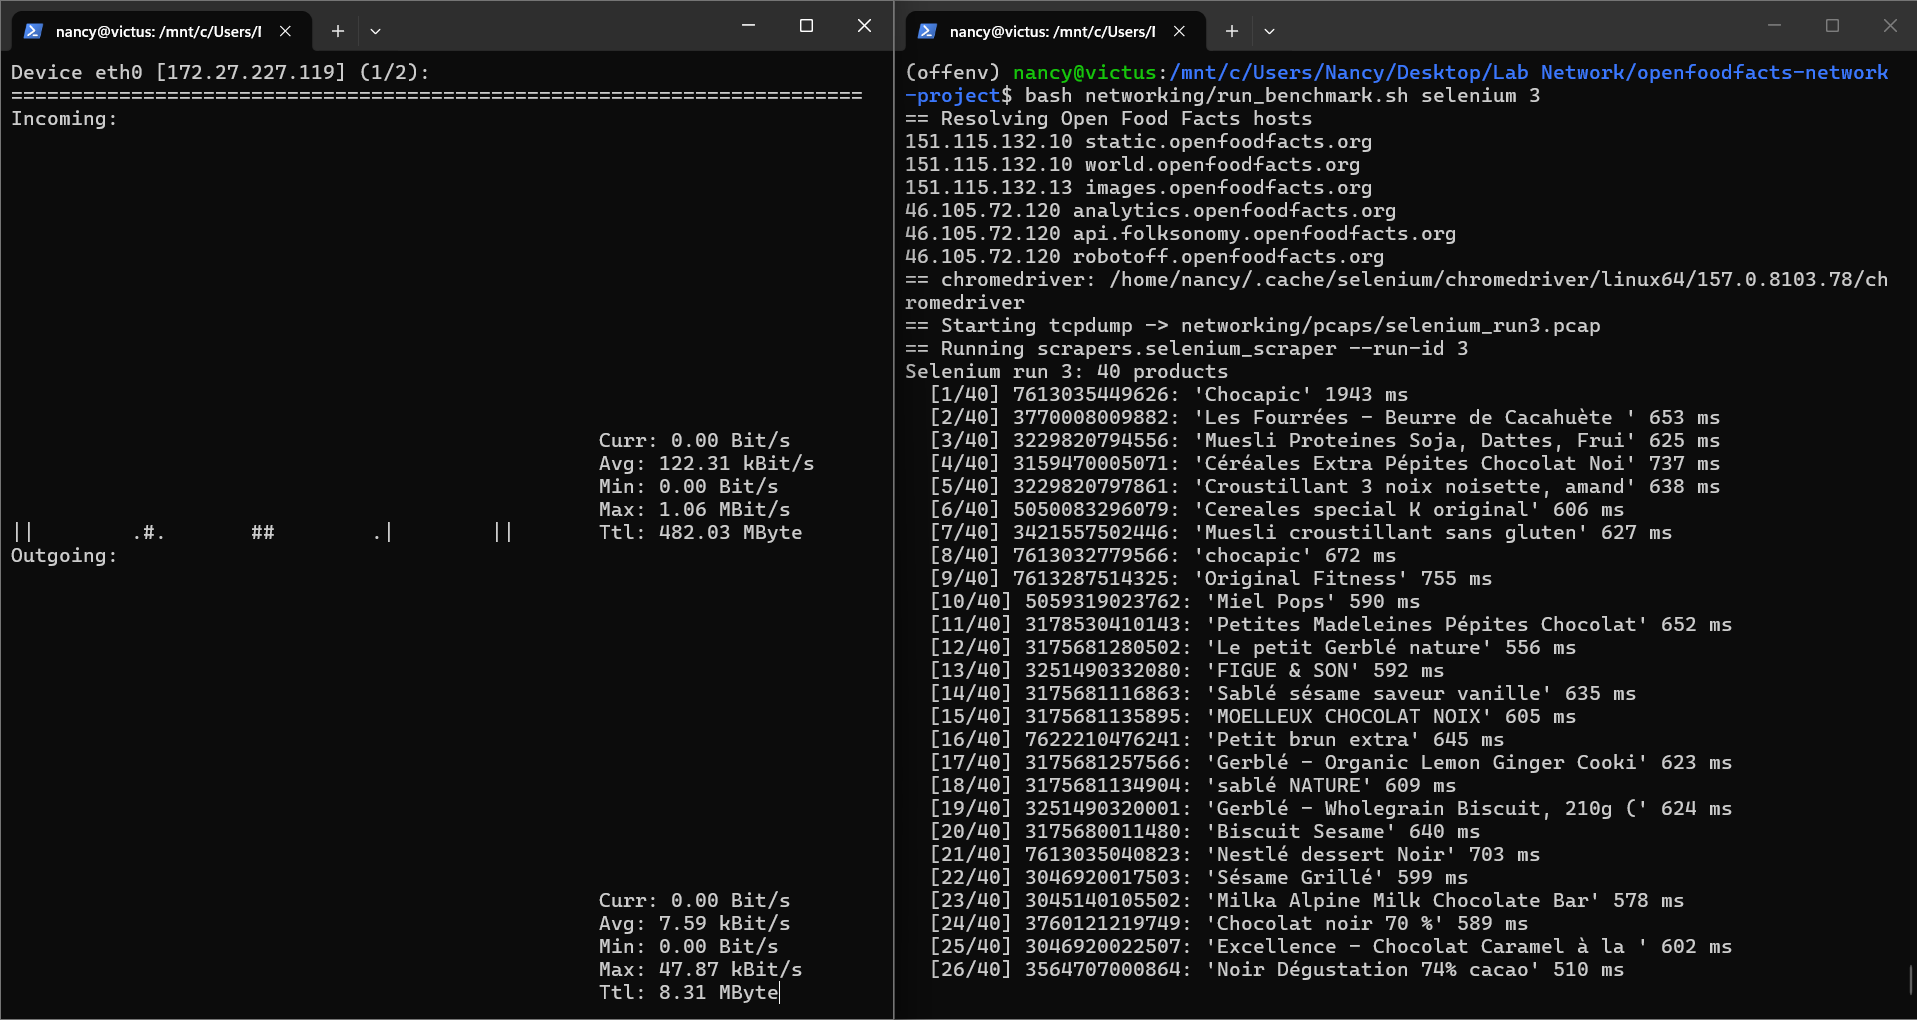 nancy@victus: /mnt/c/Users/I
Device eth0 [172.27.227.119] (1/2):
=======================================================================
Incoming:
Curr: 0.00 Bit/s
Avg: 122.31 kBit/s
Min: 0.00 Bit/s
Max: 1.06 MBit/s
|| .#. ## .| || Ttl: 482.03 MByte
Outgoing:
Curr: 0.00 Bit/s
Avg: 7.59 kBit/s
Min: 0.00 Bit/s
Max: 47.87 kBit/s
Ttl: 8.31 MByte
nancy@victus: /mnt/c/Users/I
(offenv) nancy@victus:/mnt/c/Users/Nancy/Desktop/Lab Network/openfoodfacts-network
-project$ bash networking/run_benchmark.sh selenium 3
== Resolving Open Food Facts hosts
151.115.132.10 static.openfoodfacts.org
151.115.132.10 world.openfoodfacts.org
151.115.132.13 images.openfoodfacts.org
46.105.72.120 analytics.openfoodfacts.org
46.105.72.120 api.folksonomy.openfoodfacts.org
46.105.72.120 robotoff.openfoodfacts.org
== chromedriver: /home/nancy/.cache/selenium/chromedriver/linux64/157.0.8103.78/ch
romedriver
== Starting tcpdump -> networking/pcaps/selenium_run3.pcap
== Running scrapers.selenium_scraper --run-id 3
Selenium run 3: 40 products
[1/40] 7613035449626: 'Chocapic' 1943 ms
[2/40] 3770008009882: 'Les Fourrées – Beurre de Cacahuète ' 653 ms
[3/40] 3229820794556: 'Muesli Proteines Soja, Dattes, Frui' 625 ms
[4/40] 3159470005071: 'Céréales Extra Pépites Chocolat Noi' 737 ms
[5/40] 3229820797861: 'Croustillant 3 noix noisette, amand' 638 ms
[6/40] 5050083296079: 'Cereales special K original' 606 ms
[7/40] 3421557502446: 'Muesli croustillant sans gluten' 627 ms
[8/40] 7613032779566: 'chocapic' 672 ms
[9/40] 7613287514325: 'Original Fitness' 755 ms
[10/40] 5059319023762: 'Miel Pops' 590 ms
[11/40] 3178530410143: 'Petites Madeleines Pépites Chocolat' 652 ms
[12/40] 3175681280502: 'Le petit Gerblé nature' 556 ms
[13/40] 3251490332080: 'FIGUE & SON' 592 ms
[14/40] 3175681116863: 'Sablé sésame saveur vanille' 635 ms
[15/40] 3175681135895: 'MOELLEUX CHOCOLAT NOIX' 605 ms
[16/40] 7622210476241: 'Petit brun extra' 645 ms
[17/40] 3175681257566: 'Gerblé – Organic Lemon Ginger Cooki' 623 ms
[18/40] 3175681134904: 'sablé NATURE' 609 ms
[19/40] 3251490320001: 'Gerblé – Wholegrain Biscuit, 210g (' 624 ms
[20/40] 3175680011480: 'Biscuit Sesame' 640 ms
[21/40] 7613035040823: 'Nestlé dessert Noir' 703 ms
[22/40] 3046920017503: 'Sésame Grillé' 599 ms
[23/40] 3045140105502: 'Milka Alpine Milk Chocolate Bar' 578 ms
[24/40] 3760121219749: 'Chocolat noir 70 %' 589 ms
[25/40] 3046920022507: 'Excellence – Chocolat Caramel à la ' 602 ms
[26/40] 3564707000864: 'Noir Dégustation 74% cacao' 510 ms